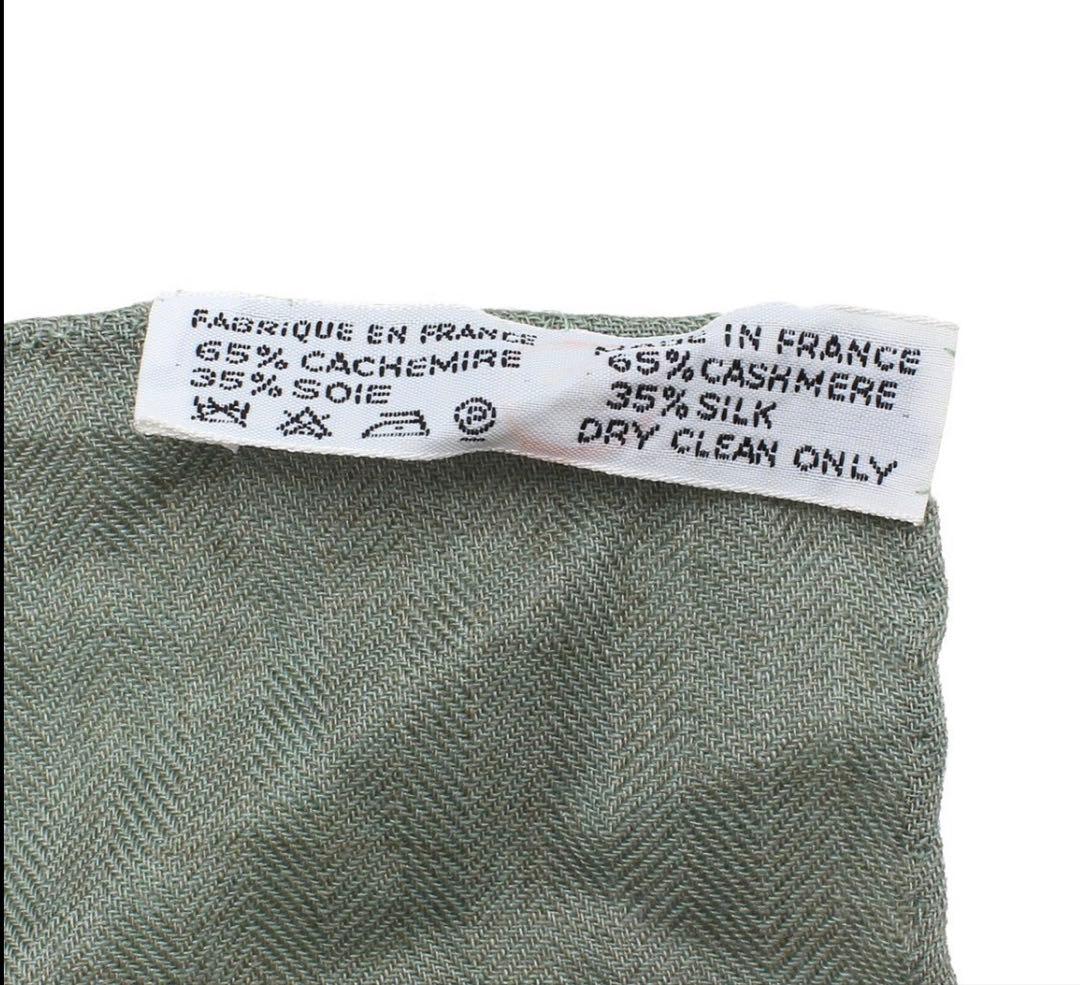 FABRIQUE EN FRANCE
65% CACHEMIRE
35% SOIE
P
IN FRANCE
65% CASHMERE
35% SILK
DRY CLEAN ONLY